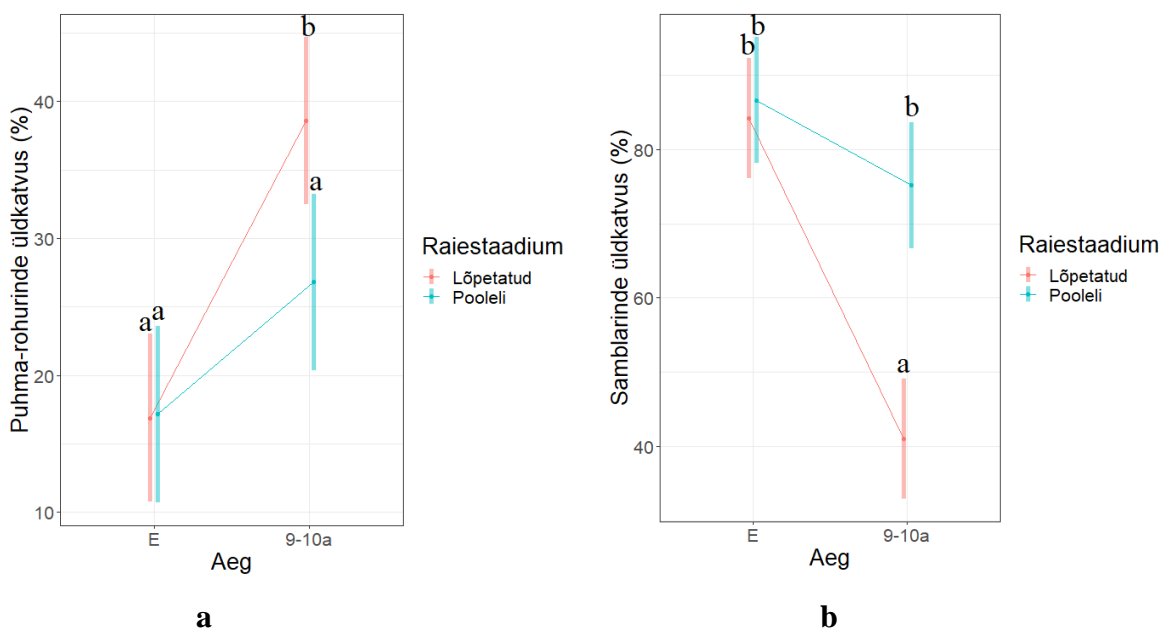 Puhma-rohurinde üldkatvus (%)
40
30
20
10
b
a
a
a
E
9-10a
Aeg
Raiestaadium
Lõpetatud
Pooleli
a
Samblarinde üldkatvus (%)
80
60
40
b
b
b
a
E
9-10a
Aeg
Raiestaadium
Lõpetatud
Pooleli
b